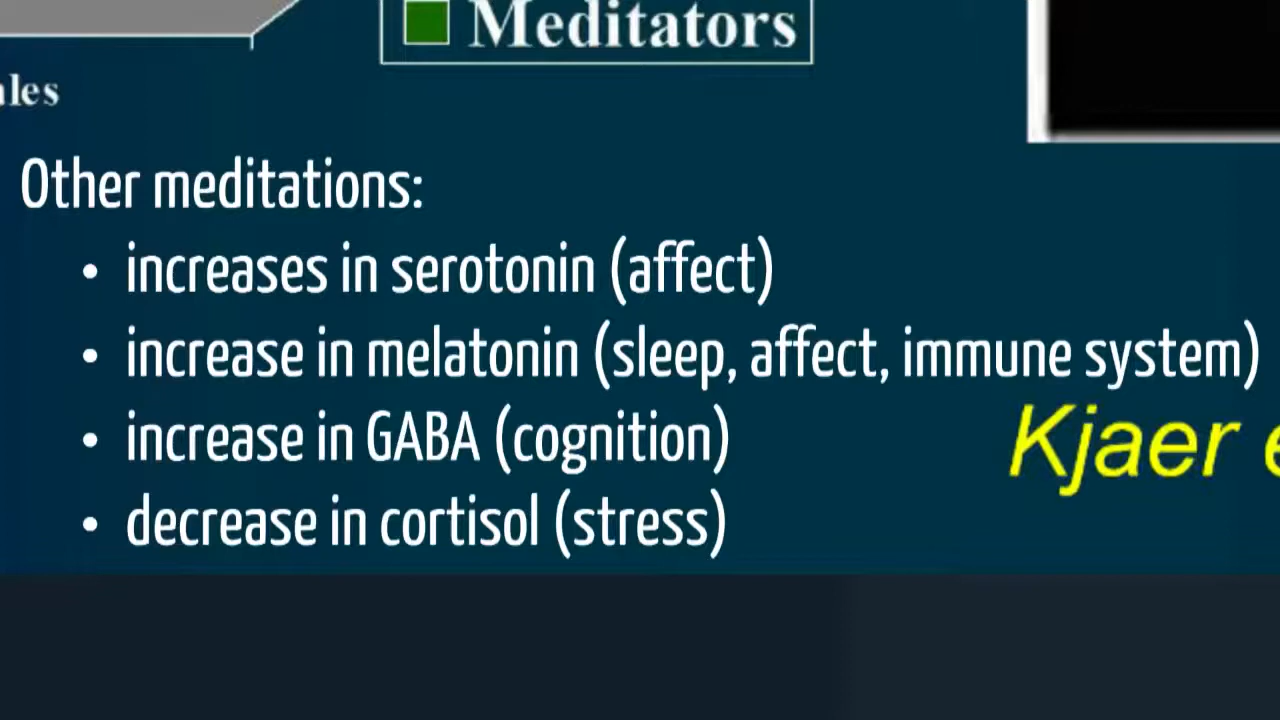 Meditators
Other meditations:
• increases in serotonin (affect)
• increase in melatonin (sleep, affect, immune system)
• increase in GABA (cognition)
Kjaer
• decrease in cortisol (stress)